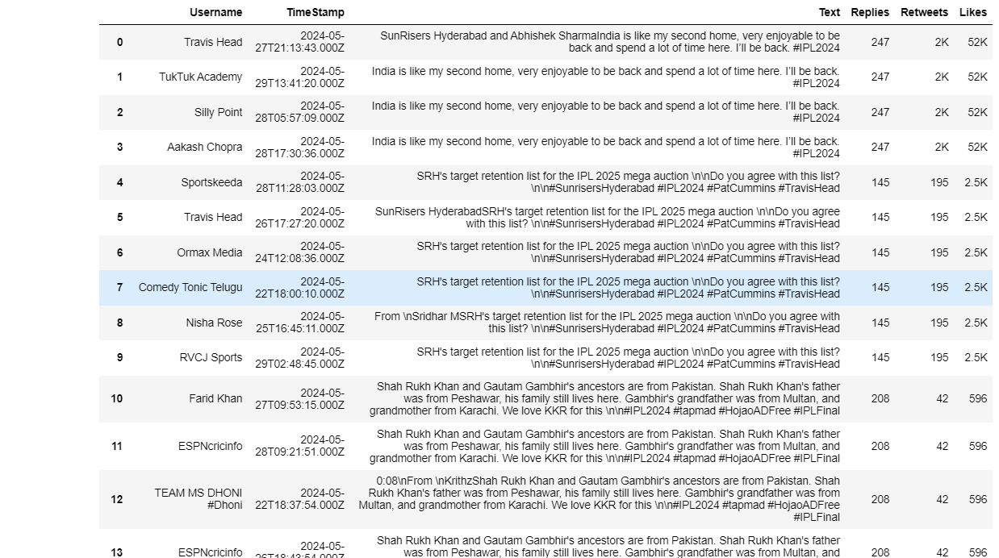 Username TimeStamp Text Replies Retweets Likes
0 Travis Head 2024-05-27T21:13:43.000Z SunRisers Hyderabad and Abhishek SharmaIndia is like my second home, very enjoyable to be back and spend a lot of time here. I’ll be back. #IPL2024 247 2K 52K
1 TukTuk Academy 2024-05-29T13:41:20.000Z India is like my second home, very enjoyable to be back and spend a lot of time here. I’ll be back. #IPL2024 247 2K 52K
2 Silly Point 2024-05-28T05:57:09.000Z India is like my second home, very enjoyable to be back and spend a lot of time here. I’ll be back. #IPL2024 247 2K 52K
3 Aakash Chopra 2024-05-28T17:30:36.000Z India is like my second home, very enjoyable to be back and spend a lot of time here. I’ll be back. #IPL2024 247 2K 52K
4 Sportskeeda 2024-05-28T11:28:03.000Z SRH's target retention list for the IPL 2025 mega auction \n\nDo you agree with this list? \n\n#SunrisersHyderabad #IPL2024 #PatCummins #TravisHead 145 195 2.5K
5 Travis Head 2024-05-26T17:27:20.000Z SunRisers HyderabadSRH's target retention list for the IPL 2025 mega auction \n\nDo you agree with this list? \n\n#SunrisersHyderabad #IPL2024 #PatCummins #TravisHead 145 195 2.5K
6 Ormax Media 2024-05-24T12:08:36.000Z SRH's target retention list for the IPL 2025 mega auction \n\nDo you agree with this list? \n\n#SunrisersHyderabad #IPL2024 #PatCummins #TravisHead 145 195 2.5K
7 Comedy Tonic Telugu 2024-05-22T18:00:10.000Z SRH's target retention list for the IPL 2025 mega auction \n\nDo you agree with this list? \n\n#SunrisersHyderabad #IPL2024 #PatCummins #TravisHead 145 195 2.5K
8 Nisha Rose 2024-05-25T16:45:11.000Z From \nSridhar MSRH's target retention list for the IPL 2025 mega auction \n\nDo you agree with this list? \n\n#SunrisersHyderabad #IPL2024 #PatCummins #TravisHead 145 195 2.5K
9 RVCJ Sports 2024-05-29T02:48:45.000Z SRH's target retention list for the IPL 2025 mega auction \n\nDo you agree with this list? \n\n#SunrisersHyderabad #IPL2024 #PatCummins #TravisHead 145 195 2.5K
10 Farid Khan 2024-05-27T09:53:15.000Z Shah Rukh Khan and Gautam Gambhir's ancestors are from Pakistan. Shah Rukh Khan's father was from Peshawar, his family still lives here. Gambhir's grandfather was from Multan, and grandmother from Karachi. We love KKR for this \n\n#IPL2024 #tapmad #HojaoADFree #IPLFinal 208 42 596
11 ESPNcricinfo 2024-05-28T09:21:51.000Z Shah Rukh Khan and Gautam Gambhir's ancestors are from Pakistan. Shah Rukh Khan's father was from Peshawar, his family still lives here. Gambhir's grandfather was from Multan, and grandmother from Karachi. We love KKR for this \n\n#IPL2024 #tapmad #HojaoADFree #IPLFinal 208 42 596
12 TEAM MS DHONI #Dhoni 2024-05-22T18:37:54.000Z 0:08\nFrom \nKrithzShah Rukh Khan and Gautam Gambhir's ancestors are from Pakistan. Shah Rukh Khan's father was from Peshawar, his family still lives here. Gambhir's grandfather was from Multan, and grandmother from Karachi. We love KKR for this \n\n#IPL2024 #tapmad #HojaoADFree #IPLFinal 208 42 596
13 ESPNcricinfo 2024-05-26T18:43:54.000Z Shah Rukh Khan and Gautam Gambhir's ancestors are from Pakistan. Shah Rukh Khan's father was from Peshawar, his family still lives here. Gambhir's grandfather was from Multan, and 208 42 596